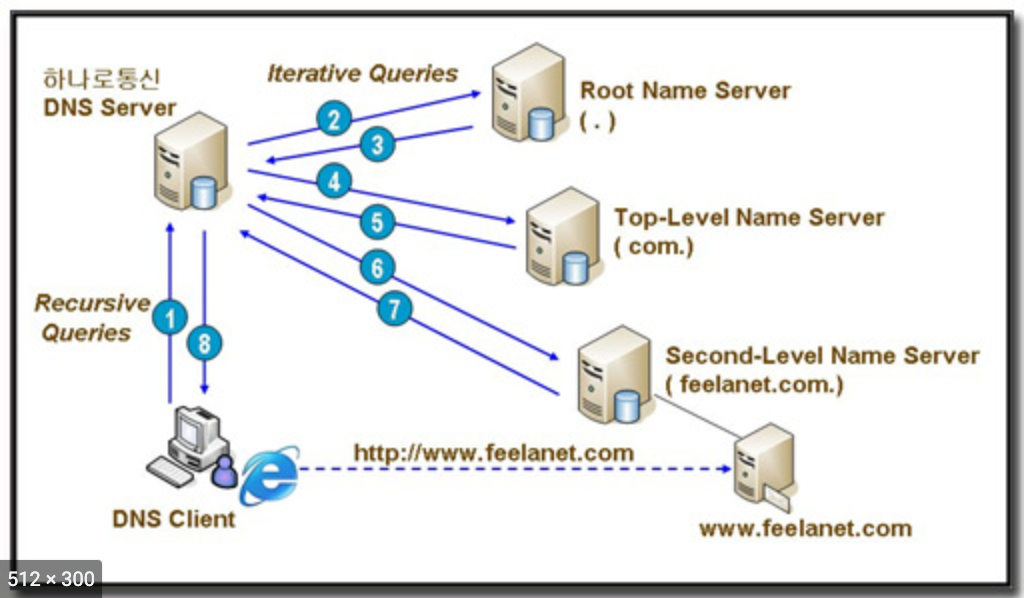 하나로통신
DNS Server
Iterative Queries
Root Name Server
( . )
2
3
4
5
Top-Level Name Server
( com.)
6
7
Recursive
Queries
1
8
Second-Level Name Server
( feelanet.com.)
http://www.feelanet.com
DNS Client
www.feelanet.com
512 × 300